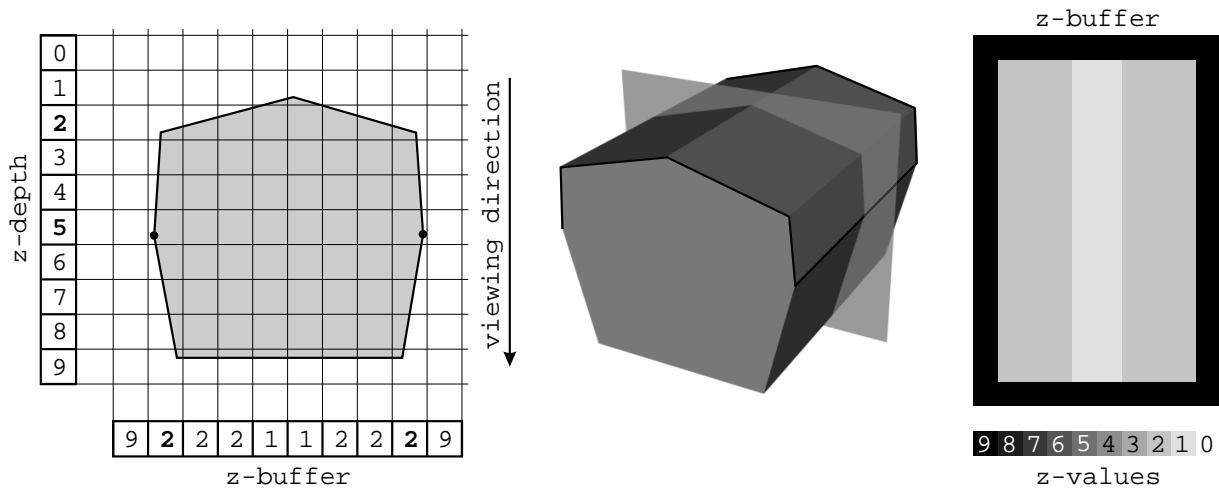 z-depth
0
1
2
3
4
5
6
7
8
9
viewing direction
9 2 2 2 1 1 2 2 2 9
z-buffer
z-buffer
9 8 7 6 5 4 3 2 1 0
z-values